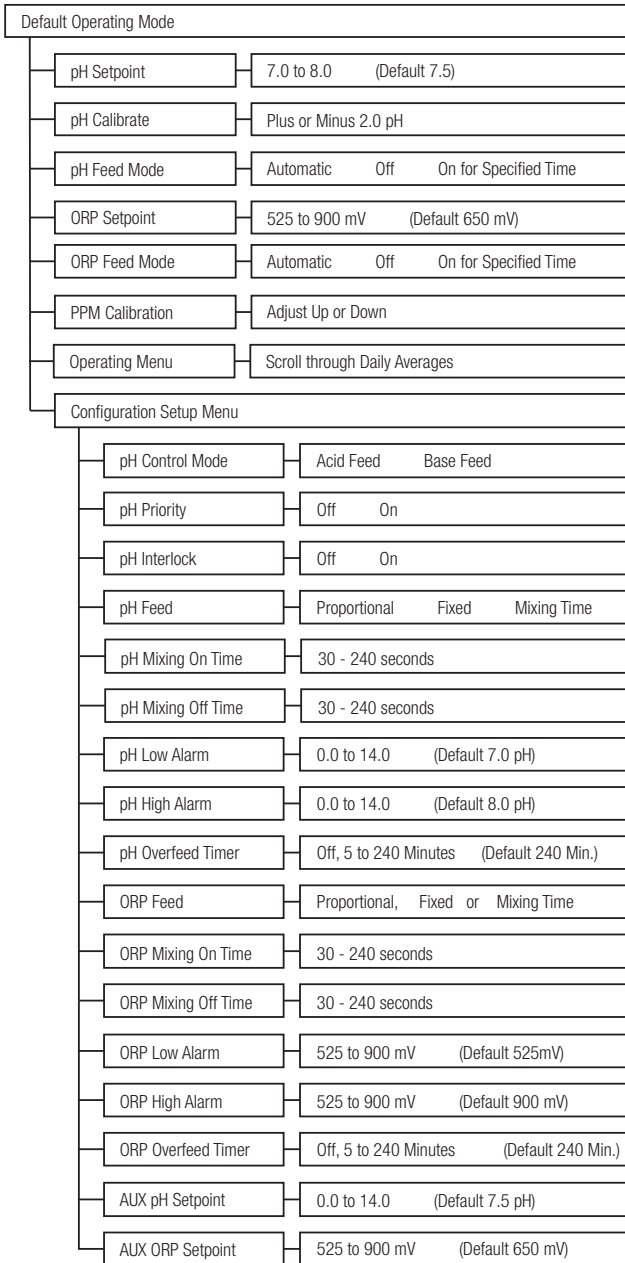 Default Operating Mode
pH Setpoint 7.0 to 8.0 (Default 7.5)
pH Calibrate Plus or Minus 2.0 pH
pH Feed Mode Automatic Off On for Specified Time
ORP Setpoint 525 to 900 mV (Default 650 mV)
ORP Feed Mode Automatic Off On for Specified Time
PPM Calibration Adjust Up or Down
Operating Menu Scroll through Daily Averages
Configuration Setup Menu
pH Control Mode Acid Feed Base Feed
pH Priority Off On
pH Interlock Off On
pH Feed Proportional Fixed Mixing Time
pH Mixing On Time 30 - 240 seconds
pH Mixing Off Time 30 - 240 seconds
pH Low Alarm 0.0 to 14.0 (Default 7.0 pH)
pH High Alarm 0.0 to 14.0 (Default 8.0 pH)
pH Overfeed Timer Off, 5 to 240 Minutes (Default 240 Min.)
ORP Feed Proportional, Fixed or Mixing Time
ORP Mixing On Time 30 - 240 seconds
ORP Mixing Off Time 30 - 240 seconds
ORP Low Alarm 525 to 900 mV (Default 525mV)
ORP High Alarm 525 to 900 mV (Default 900 mV)
ORP Overfeed Timer Off, 5 to 240 Minutes (Default 240 Min.)
AUX pH Setpoint 0.0 to 14.0 (Default 7.5 pH)
AUX ORP Setpoint 525 to 900 mV (Default 650 mV)